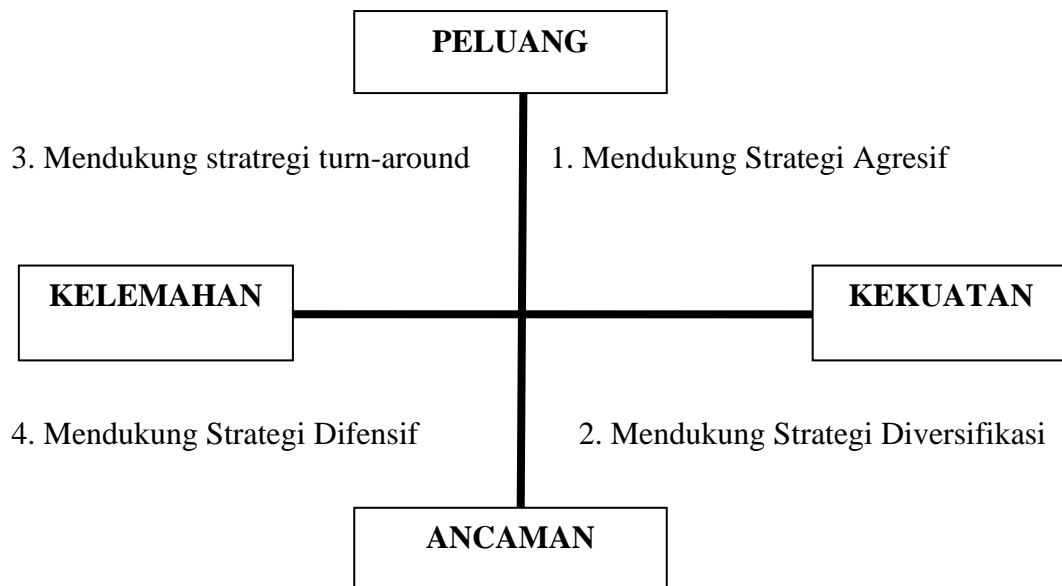 PELUANG
3. Mendukung stratregi turn-around
1. Mendukung Strategi Agresif
KELEMAHAN
KEKUATAN
4. Mendukung Strategi Difensif
2. Mendukung Strategi Diversifikasi
ANCAMAN